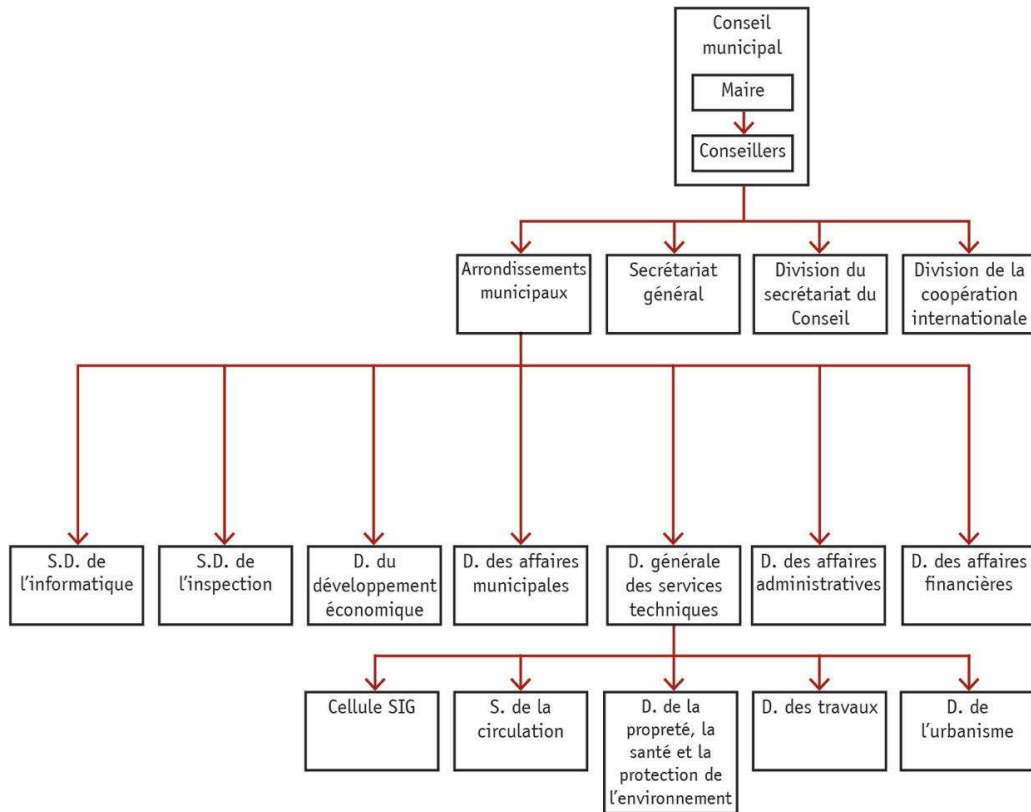 Conseil
municipal
Maire
Conseillers
Arrondissements
municipaux
Secrétariat
général
Division du
secrétariat du
Conseil
Division de la
coopération
internationale
S.D. de
l'informatique
S.D. de
l'inspection
D. du
développement
économique
D. des affaires
municipales
D. générale
des services
techniques
D. des affaires
administratives
D. des affaires
financières
Cellule SIG
S. de la
circulation
D. de la
propreté, la
santé et la
protection de
l'environnement
D. des travaux
D. de
l'urbanisme